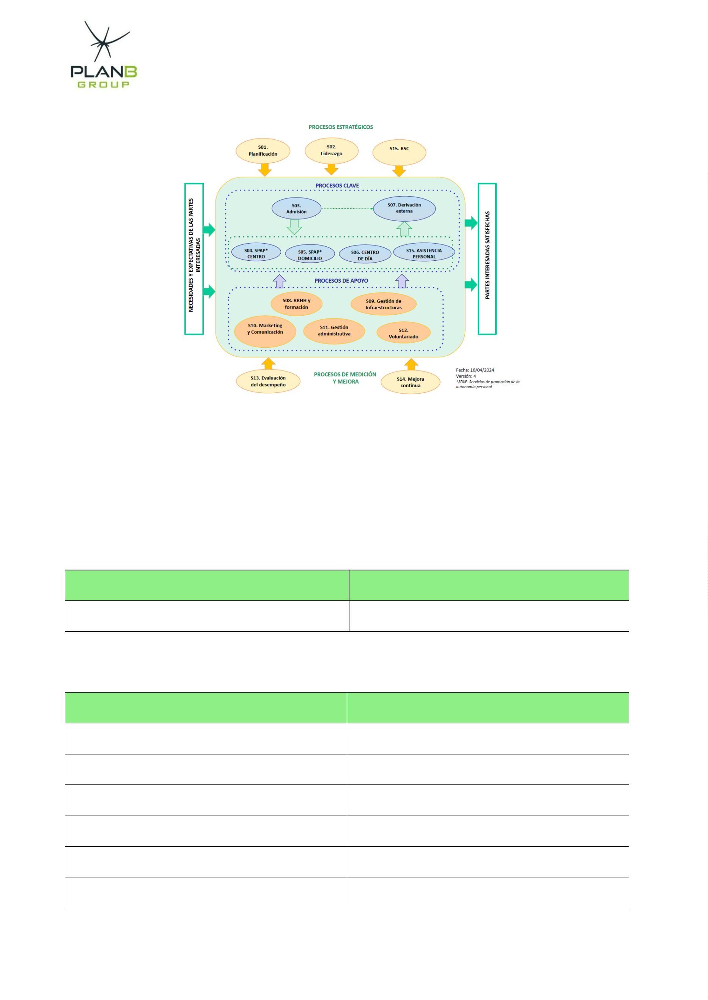 PLANB
GROUP
PROCESOS ESTRATÉGICOS
S01.
Planificación
S02.
Liderazgo
S15. RSC
NECESIDADES Y EXPECTATIVAS DE LAS PARTES
INTERESADAS
PROCESOS CLAVE
S03.
Admisión
S07. Derivación
externa
S04. SPAP*
CENTRO
S05. SPAP*
DOMICILIO
S06. CENTRO
DE DÍA
S15. ASISTENCIA
PERSONAL
PROCESOS DE APOYO
S08. RRHH y
formación
S09. Gestión de
Infraestructuras
S10. Marketing
y Comunicación
S11. Gestión
administrativa
S12.
Voluntariado
PARTES INTERESADAS SATISFECHAS
S13. Evaluación
del desempeño
PROCESOS DE MEDICIÓN
Y MEJORA
S14. Mejora
continua
Fecha: 16/04/2024
Versión: 4
*SPAP: Servicios de promoción de la
autonomía personal